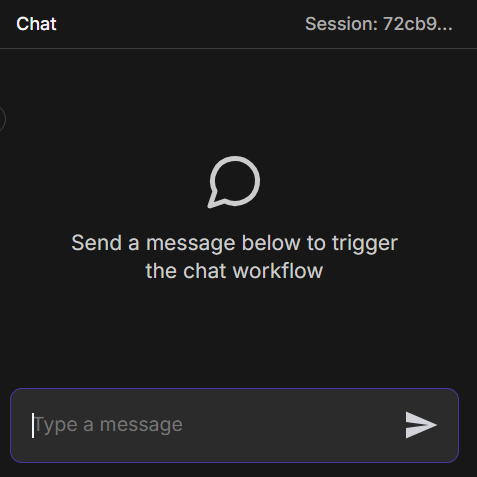 Chat
Session: 72cb9...
Send a message below to trigger
the chat workflow
Type a message